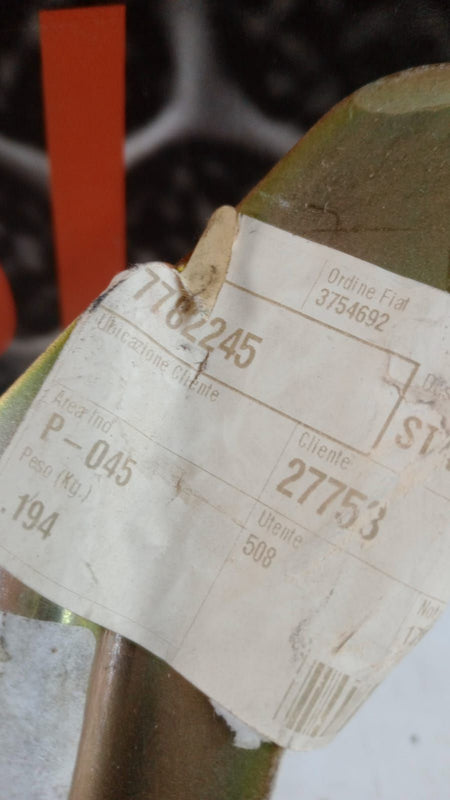 Ordine Fiat
3754692
7762245
Ubicazione Cliente
Area Ind.
P-045
Cliente
27753
Peso (Kg.)
.194
Utente
508